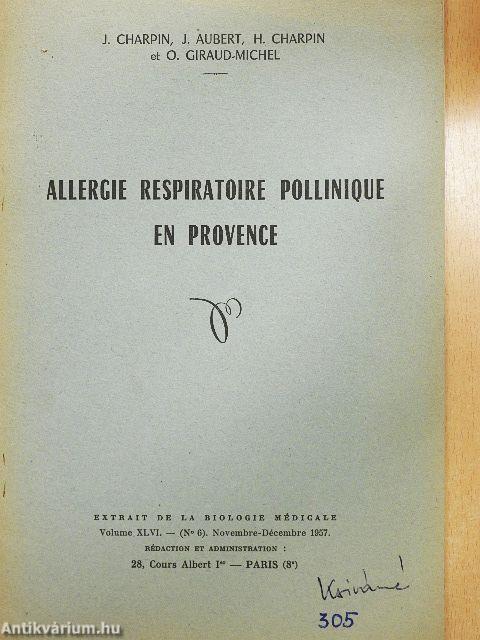 J. CHARPIN, J. AUBERT, H. CHARPIN
et O. GIRAUD-MICHEL
ALLERGIE RESPIRATOIRE POLLINIQUE
EN PROVENCE
EXTRAIT DE LA BIOLOGIE MÉDICALE
Volume XLVI. — (N° 6). Novembre-Décembre 1957.
RÉDACTION ET ADMINISTRATION :
28, Cours Albert Iᵉʳ — PARIS (8ᵉ)
305
Antikvárium.hu